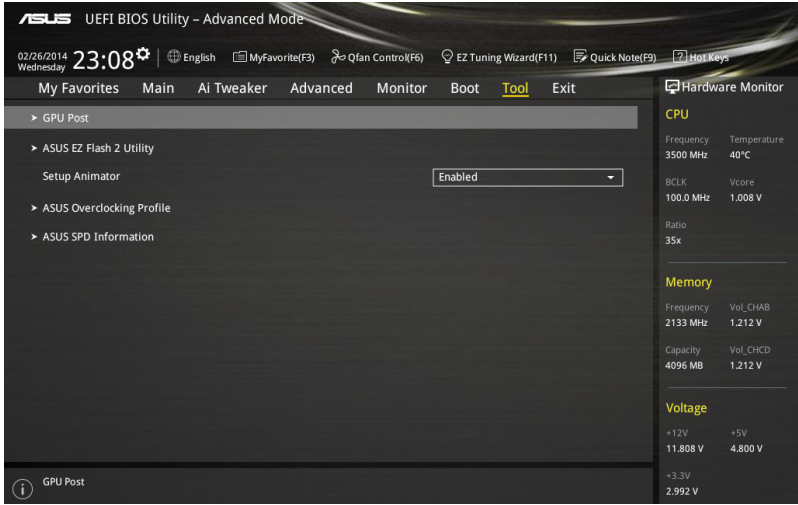 ASUS UEFI BIOS Utility – Advanced Mode
02/26/2014
Wednesday
23:08
English
MyFavorite(F3)
Qfan Control(F6)
EZ Tuning Wizard(F11)
Quick Note(F9)
? Hot Keys
My Favorites Main Ai Tweaker Advanced Monitor Boot Tool Exit
GPU Post
ASUS EZ Flash 2 Utility
Setup Animator Enabled
ASUS Overclocking Profile
ASUS SPD Information
GPU Post
Hardware Monitor
CPU
Frequency Temperature
3500 MHz 40°C
BCLK Vcore
100.0 MHz 1.008 V
Ratio
35x
Memory
Frequency Vol_CHAB
2133 MHz 1.212 V
Capacity Vol_CHCD
4096 MB 1.212 V
Voltage
+12V +5V
11.808 V 4.800 V
+3.3V
2.992 V